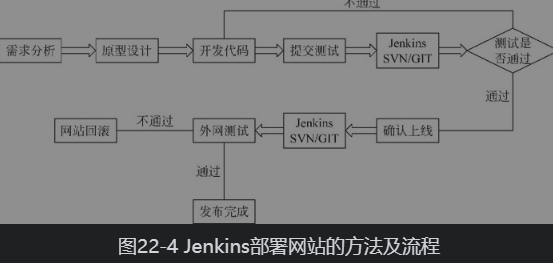 不通过
需求分析
原型设计
开发代码
提交测试
Jenkins
SVN/GIT
测试是
否通过
通过
网站回滚
不通过
外网测试
Jenkins
SVN/GIT
确认上线
通过
发布完成
图22-4 Jenkins部署网站的方法及流程